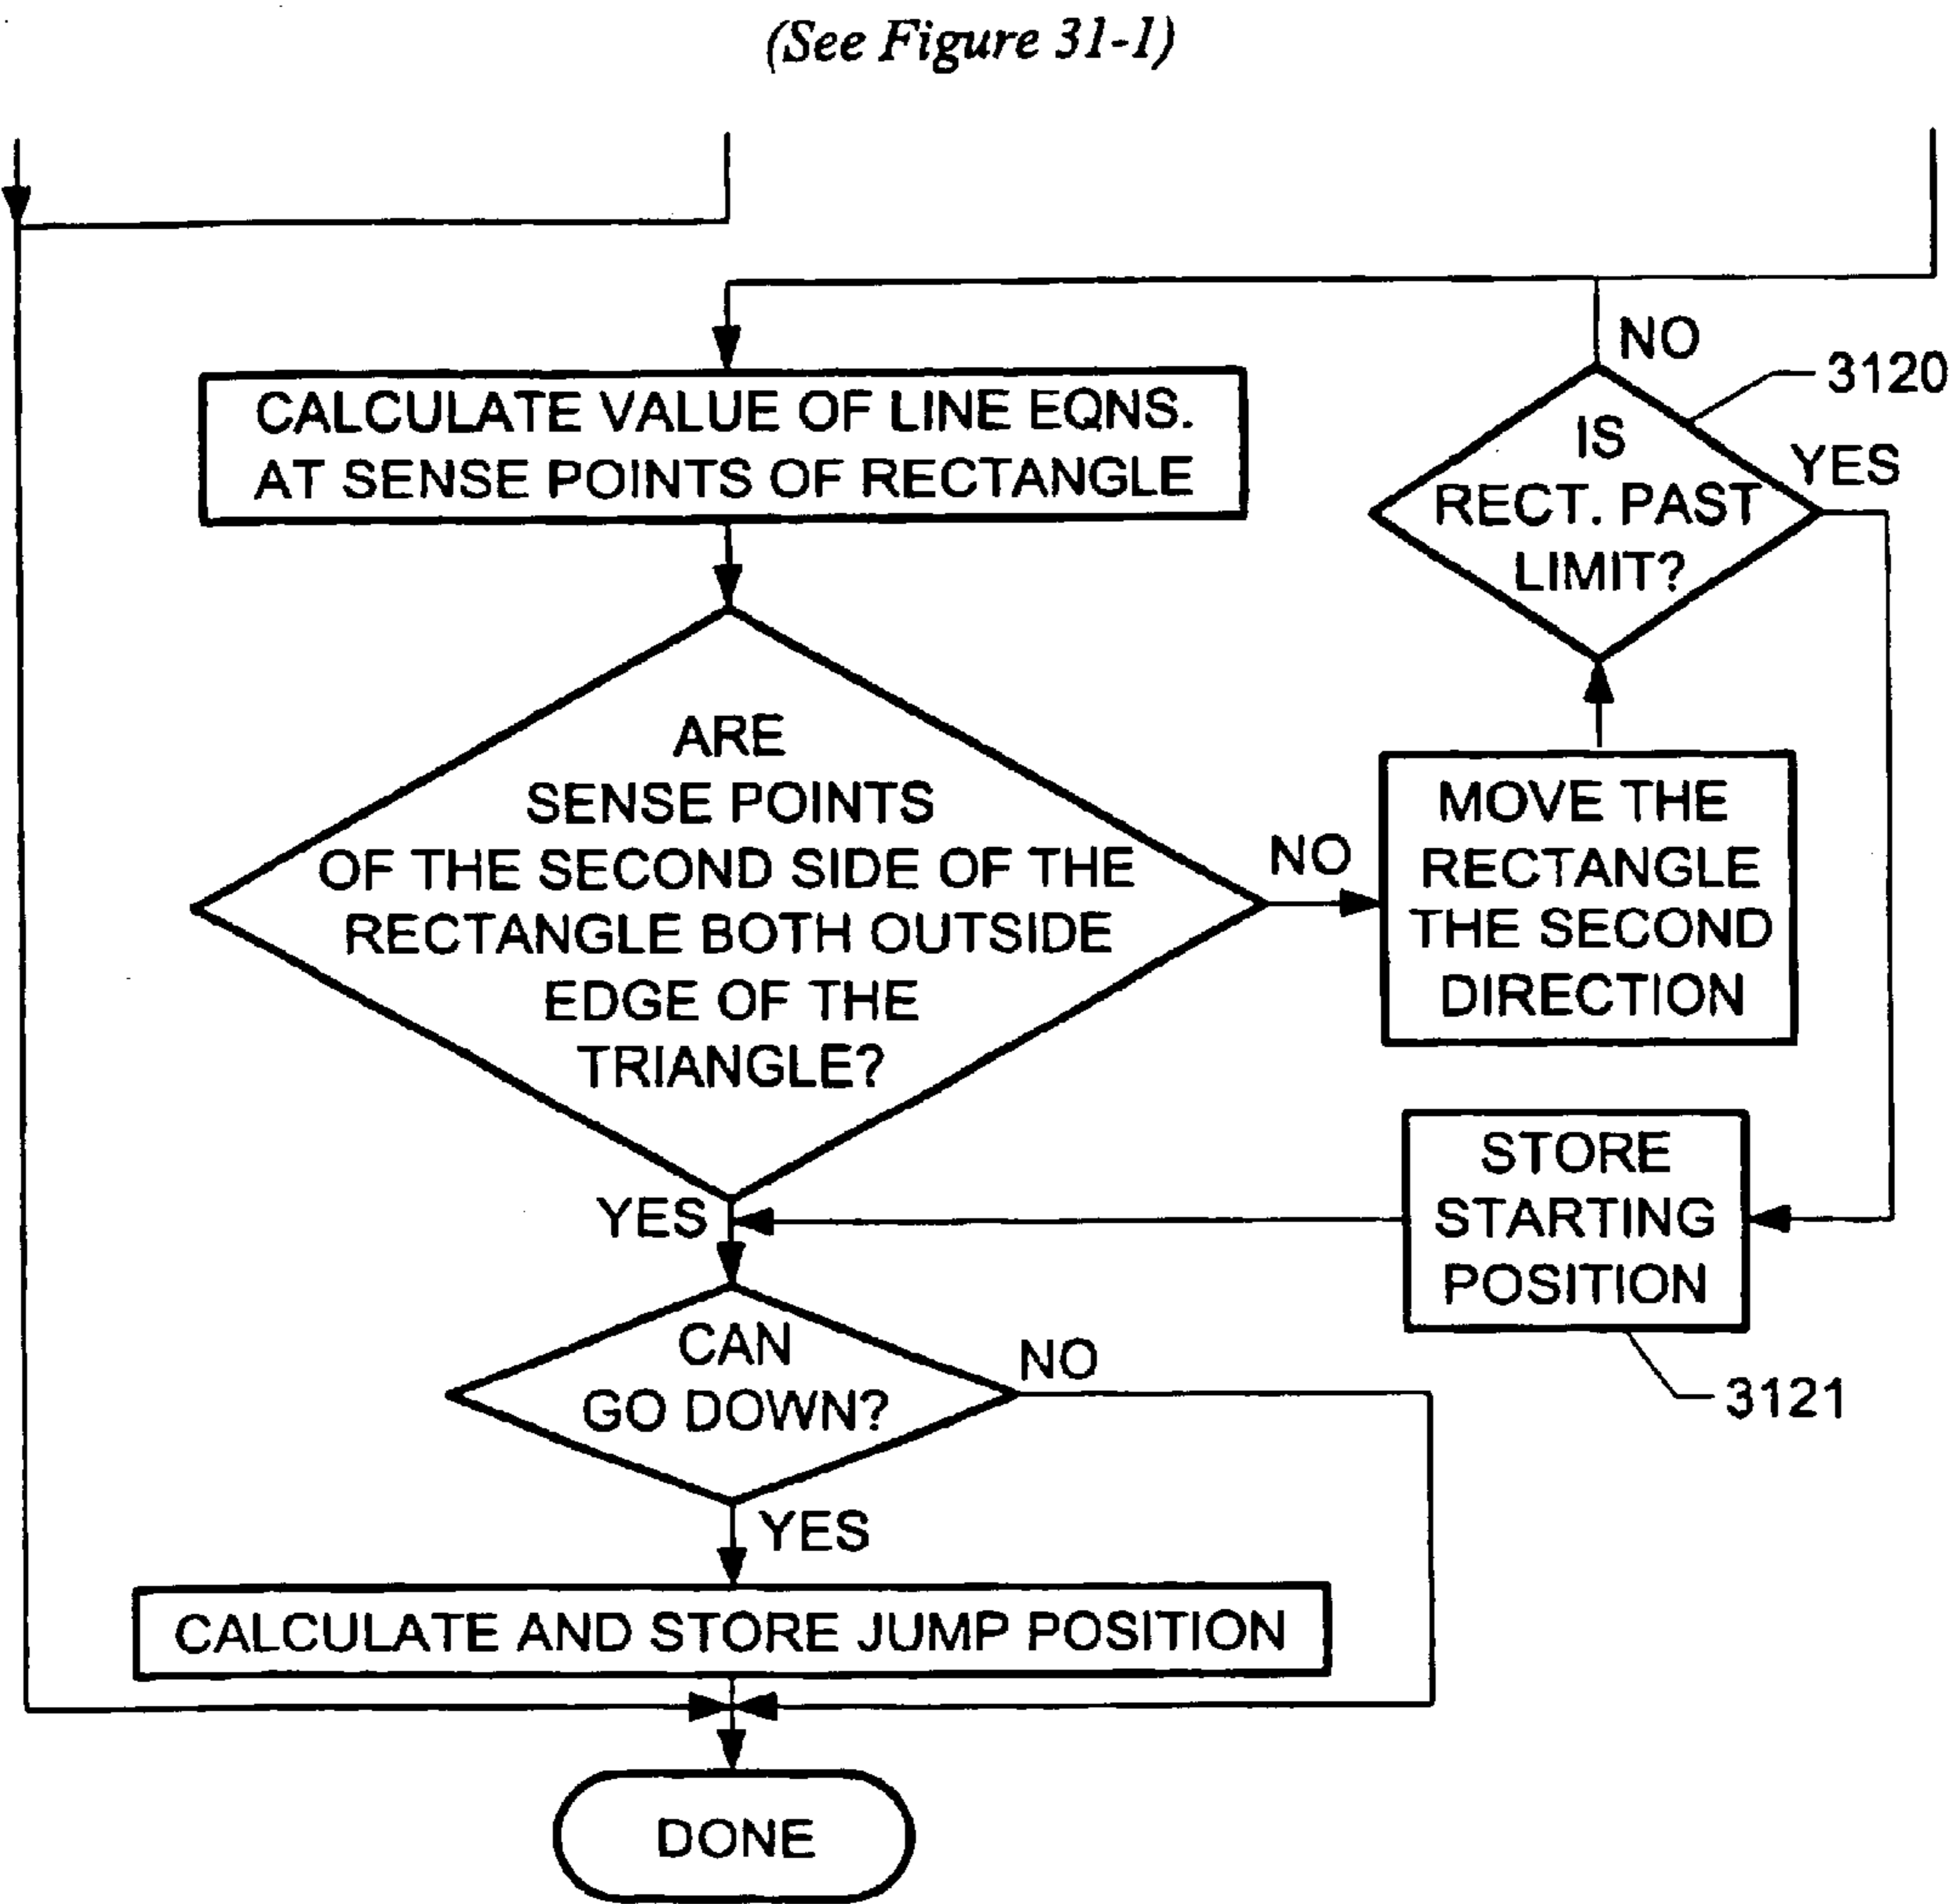 (See Figure 31-1)
CALCULATE VALUE OF LINE EQNS.
AT SENSE POINTS OF RECTANGLE
NO
3120
IS
RECT. PAST
LIMIT?
YES
ARE
SENSE POINTS
OF THE SECOND SIDE OF THE
RECTANGLE BOTH OUTSIDE
EDGE OF THE
TRIANGLE?
NO
MOVE THE
RECTANGLE
THE SECOND
DIRECTION
YES
STORE
STARTING
POSITION
3121
CAN
GO DOWN?
NO
YES
CALCULATE AND STORE JUMP POSITION
DONE